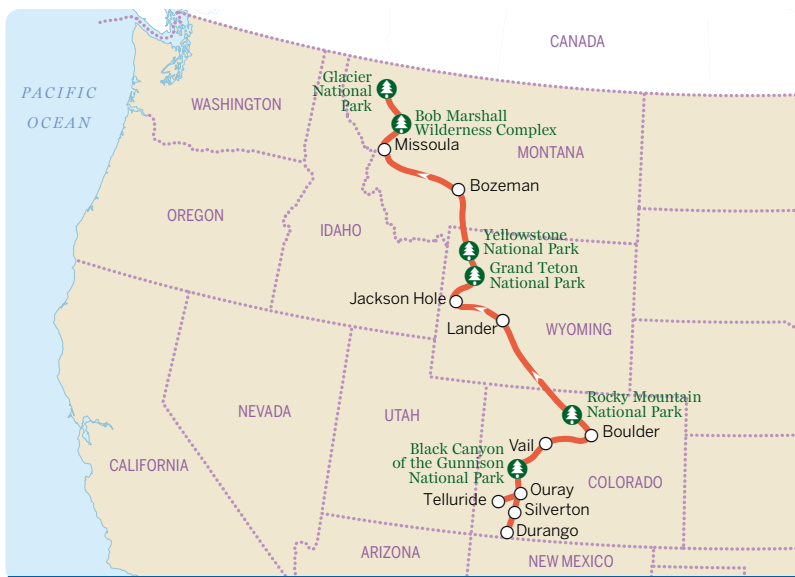 CANADA
PACIFIC
OCEAN
WASHINGTON
Glacier
National
Park
Bob Marshall
Wilderness Complex
Missoula
MONTANA
Bozeman
OREGON
IDAHO
Yellowstone
National Park
Grand Teton
National Park
Jackson Hole
Lander
WYOMING
Rocky Mountain
National Park
NEVADA
UTAH
Boulder
Vail
Black Canyon
of the Gunnison
National Park
CALIFORNIA
COLORADO
Ouray
Telluride
Silverton
Durango
ARIZONA
NEW MEXICO